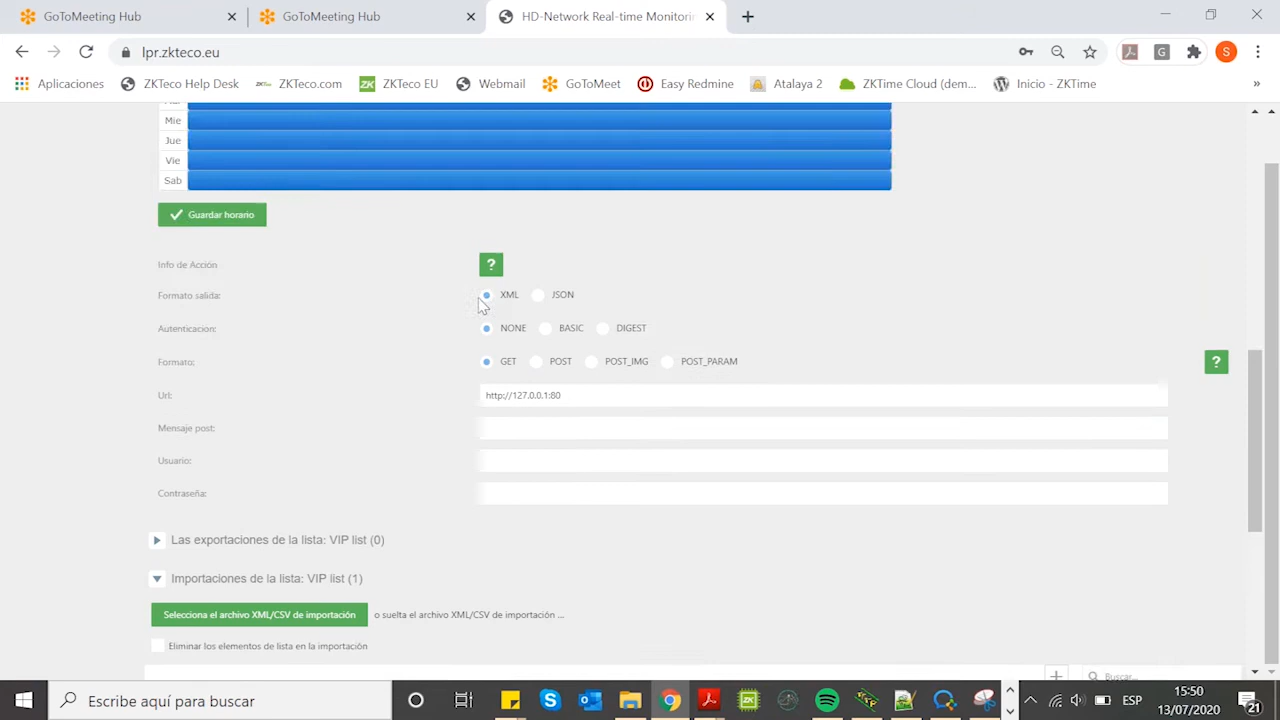 GoToMeeting Hub
GoToMeeting Hub
HD-Network Real-time Monitorin
lpr.zkteco.eu
S
Aplicaciones
ZKTeco Help Desk
ZKTeco.com
ZKTeco EU
Webmail
GoToMeet
Easy Redmine
Atalaya 2
ZKTime Cloud (dem...
Inicio - ZKTime
»
Mie
Jue
Vie
Sab
Guardar horario
Info de Acción
?
Formato salida:
XML
JSON
Autenticacion:
NONE
BASIC
DIGEST
Formato:
GET
POST
POST_IMG
POST_PARAM
?
Url:
http://127.0.0.1:80
Mensaje post:
Usuario:
Contraseña:
Las exportaciones de la lista: VIP list (0)
Importaciones de la lista: VIP list (1)
Selecciona el archivo XML/CSV de importación
o suelta el archivo XML/CSV de importación ...
Eliminar los elementos de lista en la importación
Buscar...
Escribe aquí para buscar
ESP
15:50
13/07/2020
21